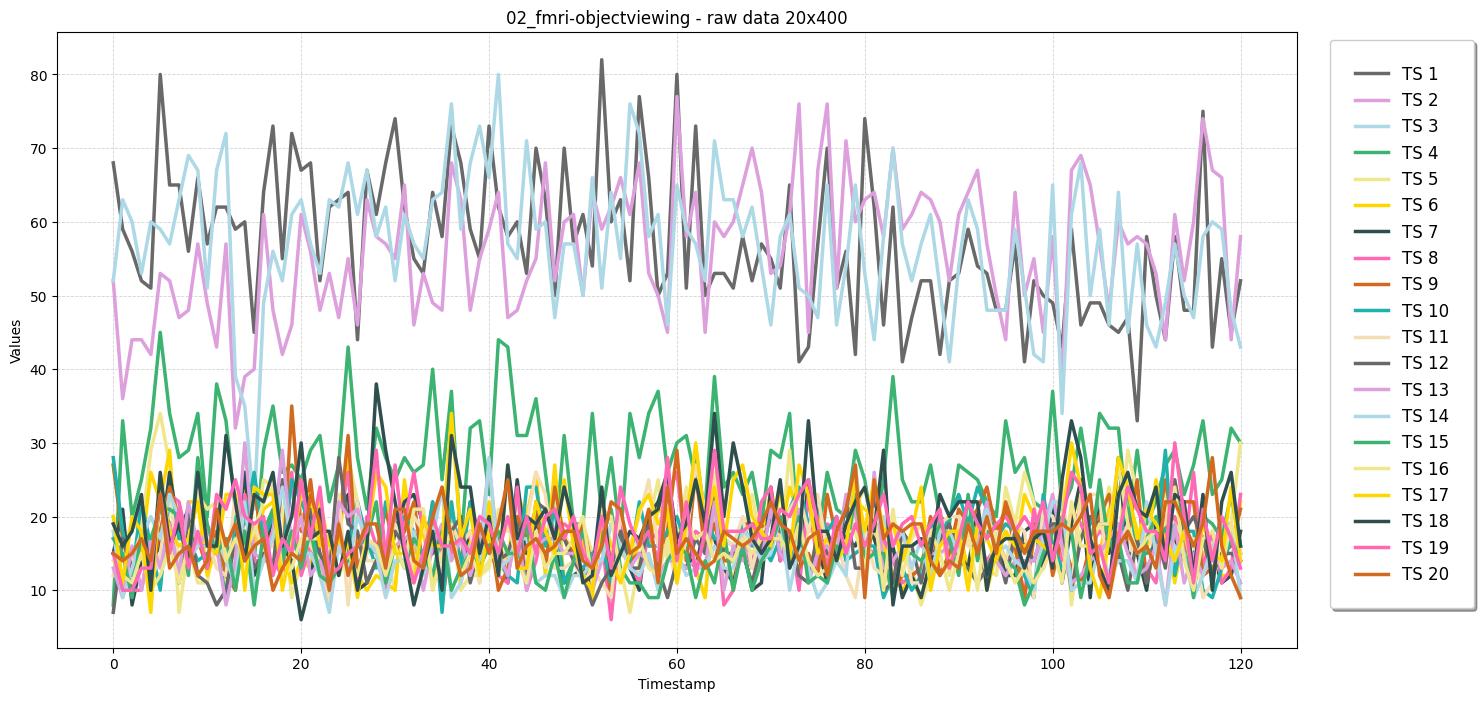 02_fmri-objectviewing - raw data 20x400
Values
80
70
60
50
40
30
20
10
0
20
40
60
80
100
120
Timestamp
TS 1
TS 2
TS 3
TS 4
TS 5
TS 6
TS 7
TS 8
TS 9
TS 10
TS 11
TS 12
TS 13
TS 14
TS 15
TS 16
TS 17
TS 18
TS 19
TS 20